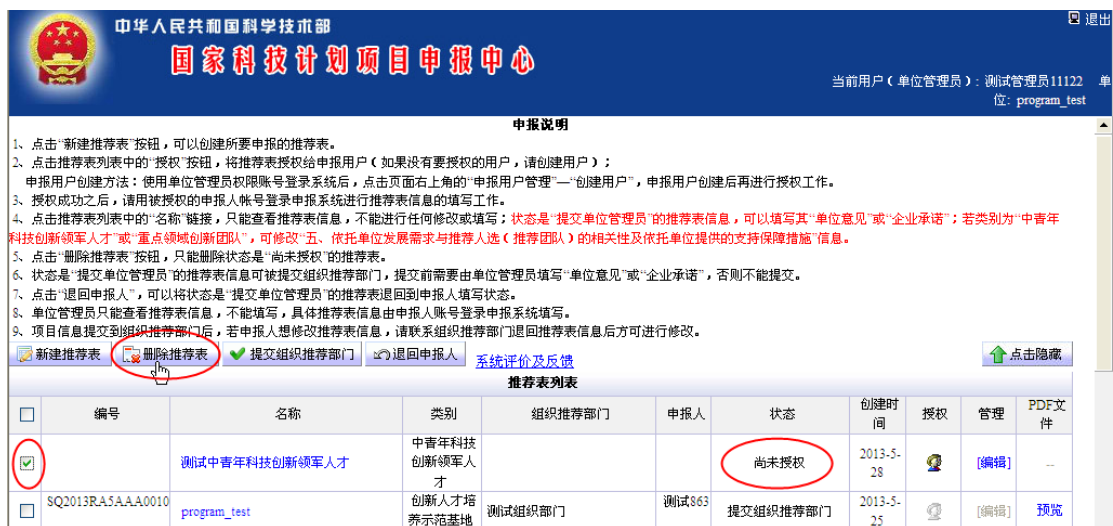 中华人民共和国科学技术部
国家科技计划项目申报中心
退出
当前用户（单位管理员）: 测试管理员11122 单
位: program_test
申报说明
1、点击“新建推荐表”按钮，可以创建所要申报的推荐表。
2、点击推荐表列表中的“授权”按钮，将推荐表授权给申报用户（如果没有要授权的用户，请创建用户）；
申报用户创建方法：使用单位管理员权限账号登录系统后，点击页面右上角的“申报用户管理”—“创建用户”，申报用户创建后再进行授权工作。
3、授权成功之后，请用被授权的申报人帐号登录申报系统进行推荐表信息的填写工作。
4、点击推荐表列表中的“名称”链接，只能查看推荐表信息，不能进行任何修改或填写；状态是“提交单位管理员”的推荐表信息，可以填写其“单位意见”或“企业承诺”；若类别为“中青年
科技创新领军人才”或“重点领域创新团队”，可修改“五、依托单位发展需求与推荐人选（推荐团队）的相关性及依托单位提供的支持保障措施”信息。
5、点击“删除推荐表”按钮，只能删除状态是“尚未授权”的推荐表。
6、状态是“提交单位管理员”的推荐表信息可被提交组织推荐部门，提交前需要由单位管理员填写“单位意见”或“企业承诺”，否则不能提交。
7、点击“退回申报人”，可以将状态是“提交单位管理员”的推荐表退回到申报人填写状态。
8、单位管理员只能查看推荐表信息，不能填写，具体推荐表信息由申报人账号登录申报系统填写。
9、项目信息提交到组织推荐部门后，若申报人想修改推荐表信息，请联系组织推荐部门退回推荐表信息后方可进行修改。
新建推荐表 删除推荐表 提交组织推荐部门 退回申报人 系统评价及反馈 点击隐藏
推荐表列表
编号 名称 类别 组织推荐部门 申报人 状态 创建时间 授权 管理 PDF文件
测试中青年科技创新领军人才 中青年科技创新领军人才 尚未授权 2013-5-28 [编辑] --
SQ2013RA5AAA0010 program_test 创新人才培养示范基地 测试组织部门 测试863 提交组织推荐部门 2013-5-25 [编辑] 预览